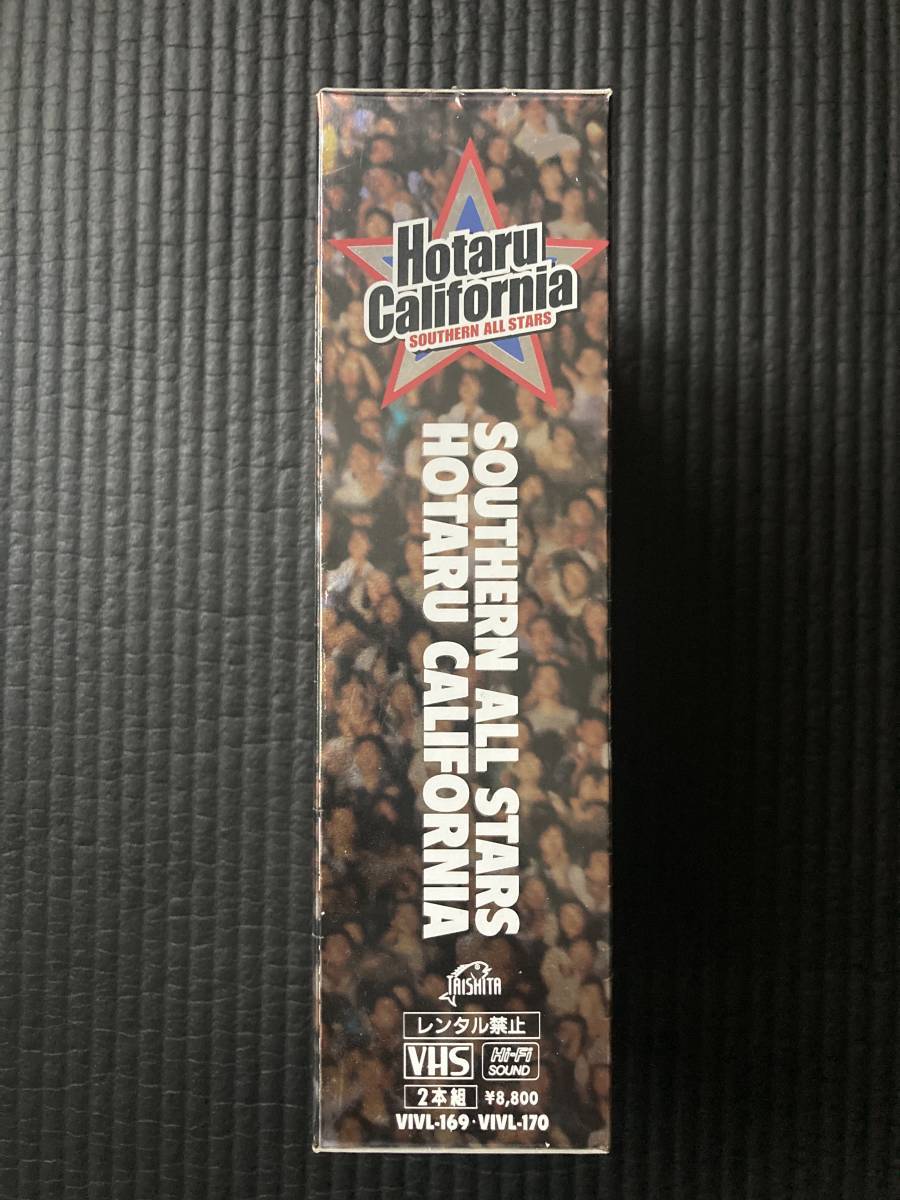 Hotaru
California
SOUTHERN ALL STARS
SOUTHERN ALL STARS
HOTARU CALIFORNIA
TAISHITA
レンタル禁止
VHS Hi-Fi SOUND
2本組 ¥8,800
VIVL-169・VIVL-170